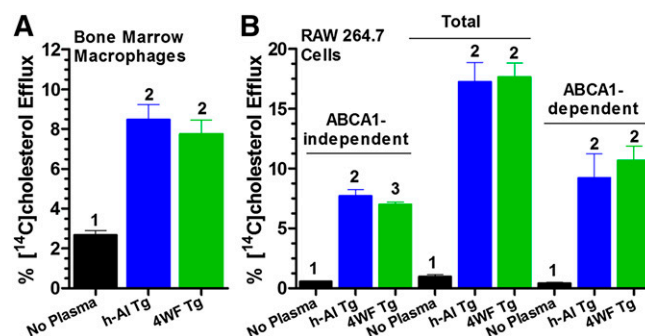 A
Bone Marrow
Macrophages
% [¹⁴C]cholesterol Efflux
12
10
8
6
4
2
0
1
2
2
No Plasma
h-AI Tg
4WF Tg
B
RAW 264.7
Cells
Total
ABCA1-
independent
ABCA1-
dependent
% [¹⁴C]cholesterol Efflux
20
15
10
5
0
1
2
3
1
2
2
1
2
2
No Plasma
h-AI Tg
4WF Tg
No Plasma
h-AI Tg
4WF Tg
No Plasma
h-AI Tg
4WF Tg